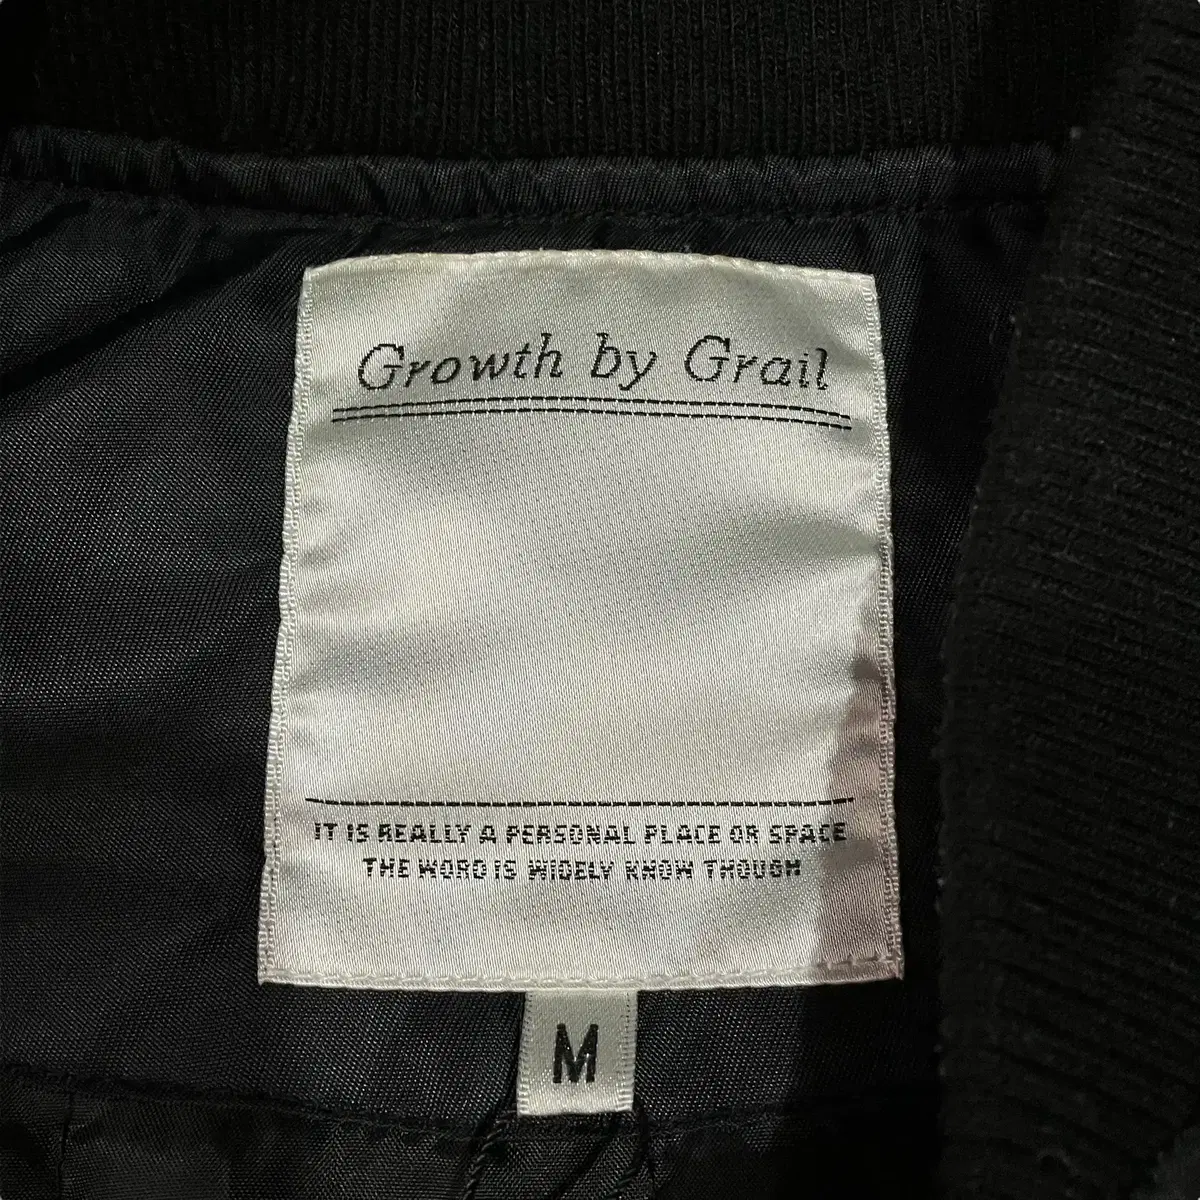 Growth by Grail
IT IS REALLY A PERSONAL PLACE OR SPACE
THE WORD IS WIDELY KNOW THOUGH
M